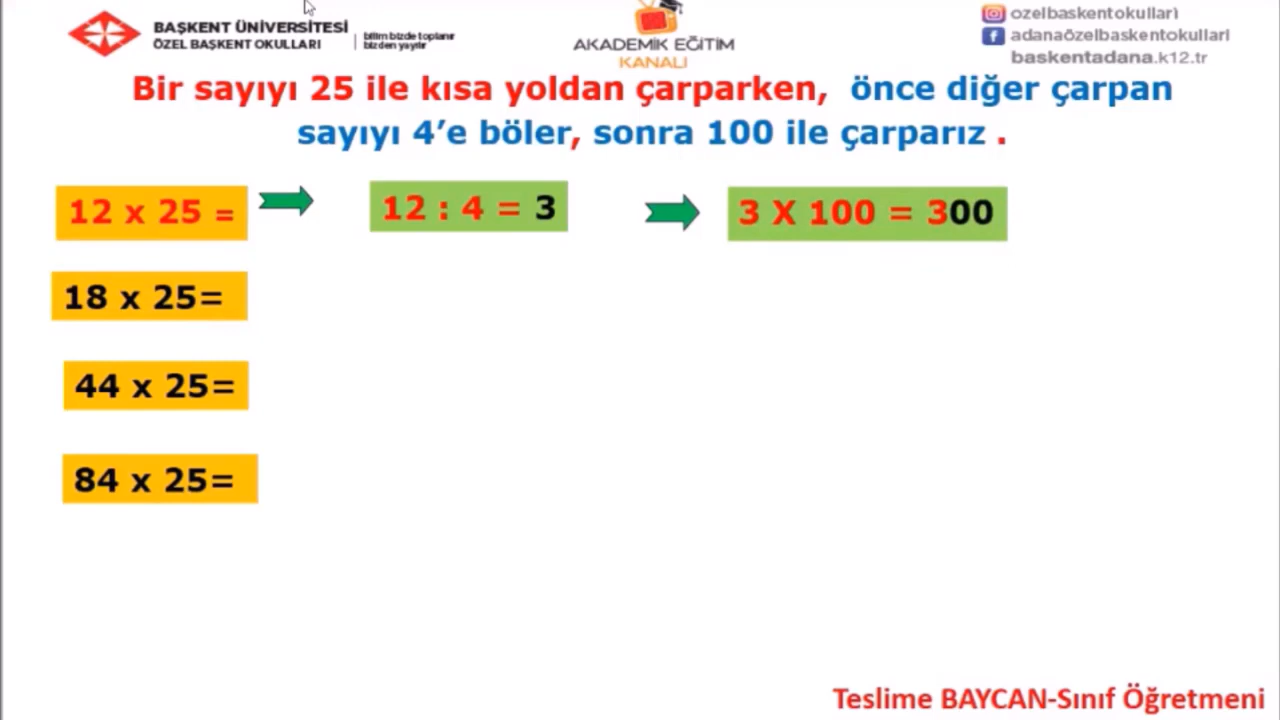 BAŞKENT ÜNİVERSİTESİ
ÖZEL BAŞKENT OKULLARI
bilim bizde toplanır
bizden yayılır
AKADEMİK EĞİTİM
KANALI
ozelbaskentokulları
adanaözelbaskentokullari
baskentadana.k12.tr
Bir sayıyı 25 ile kısa yoldan çarparken, önce diğer çarpan
sayıyı 4’e böler, sonra 100 ile çarparız .
12 x 25 =
12 : 4 = 3
3 X 100 = 300
18 x 25=
44 x 25=
84 x 25=
Teslime BAYCAN-Sınıf Öğretmeni